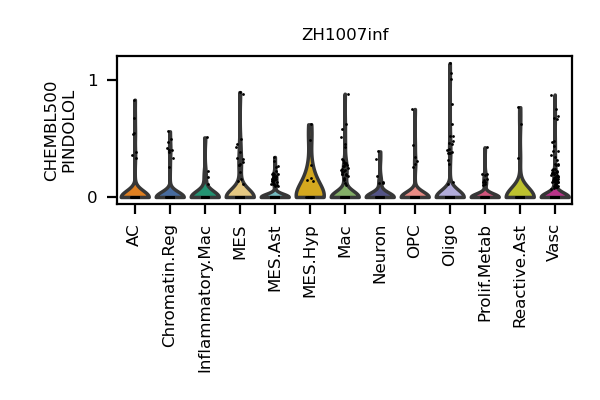 ZH1007inf
CHEMBL500
PINDOLOL
1
0
AC
Chromatin.Reg
Inflammatory.Mac
MES
MES.Ast
MES.Hyp
Mac
Neuron
OPC
Oligo
Prolif.Metab
Reactive.Ast
Vasc